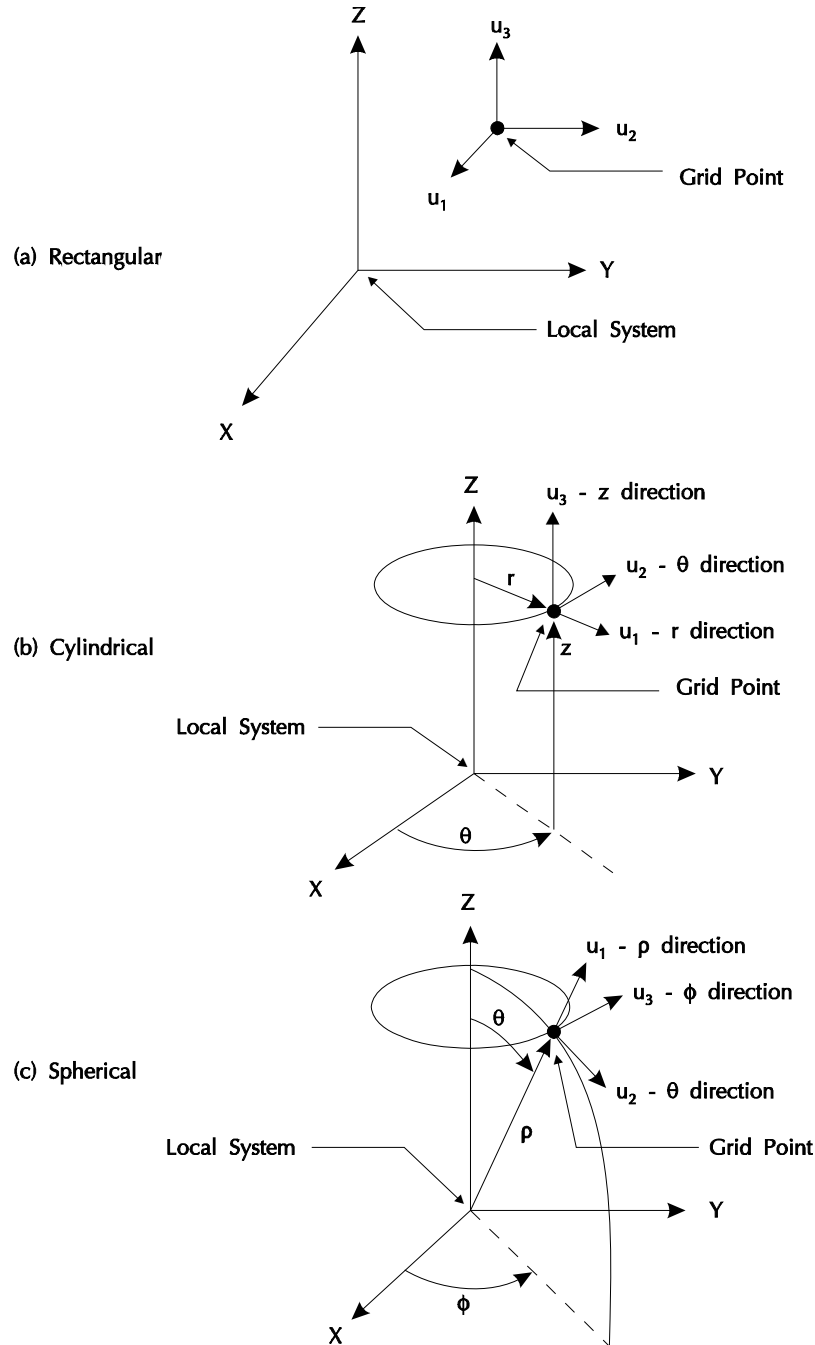 Z
u3
u2
Grid Point
u1
(a) Rectangular
Y
Local System
X
Z
u3 - z direction
u2 - θ direction
r
u1 - r direction
(b) Cylindrical
z
Grid Point
Local System
Y
θ
X
Z
u1 - ρ direction
u3 - ϕ direction
θ
(c) Spherical
u2 - θ direction
ρ
Local System
Grid Point
Y
ϕ
X